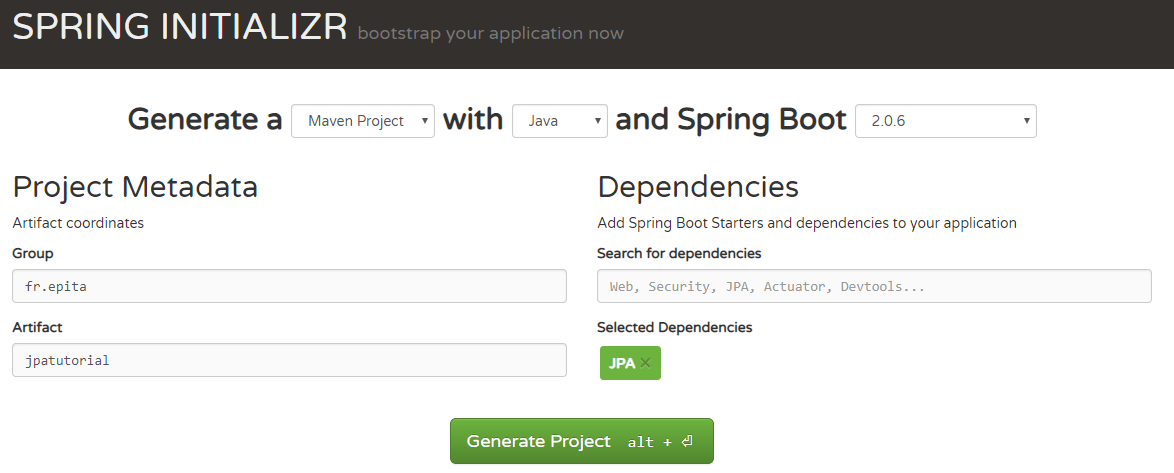 SPRING INITIALIZR bootstrap your application now
Generate a Maven Project with Java and Spring Boot 2.0.6
Project Metadata
Artifact coordinates
Group
fr.epita
Artifact
jpatutorial
Dependencies
Add Spring Boot Starters and dependencies to your application
Search for dependencies
Web, Security, JPA, Actuator, Devtools...
Selected Dependencies
JPA ×
Generate Project alt + ⏎